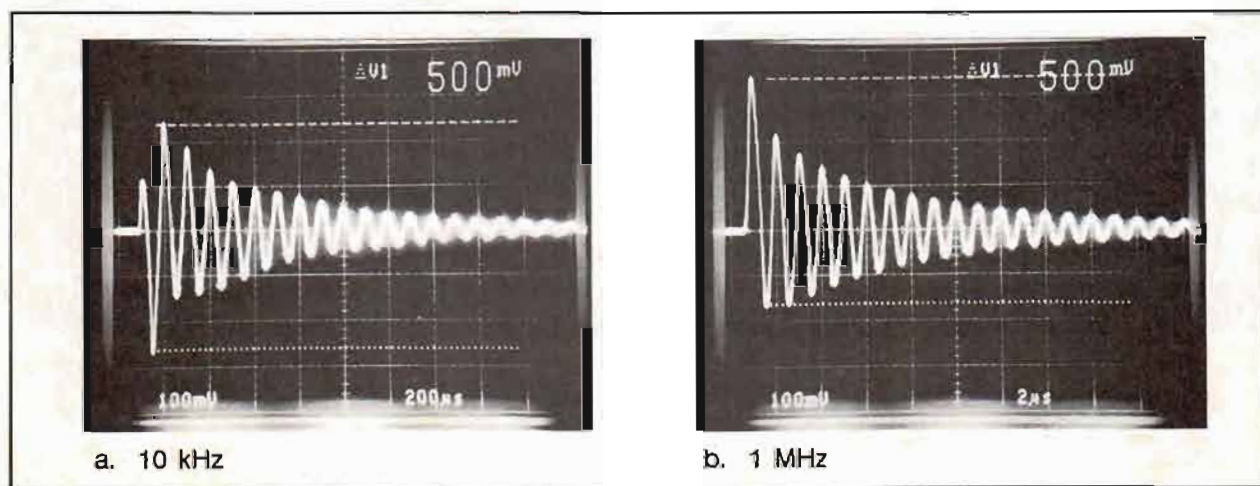 ΔV1 500mV
100mV 200μs
a. 10 kHz
ΔV1 500mV
100mV 2μs
b. 1 MHz